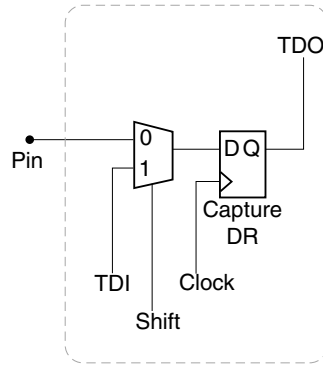 TDO
0
D Q
Pin
1
Capture
DR
TDI
Clock
Shift